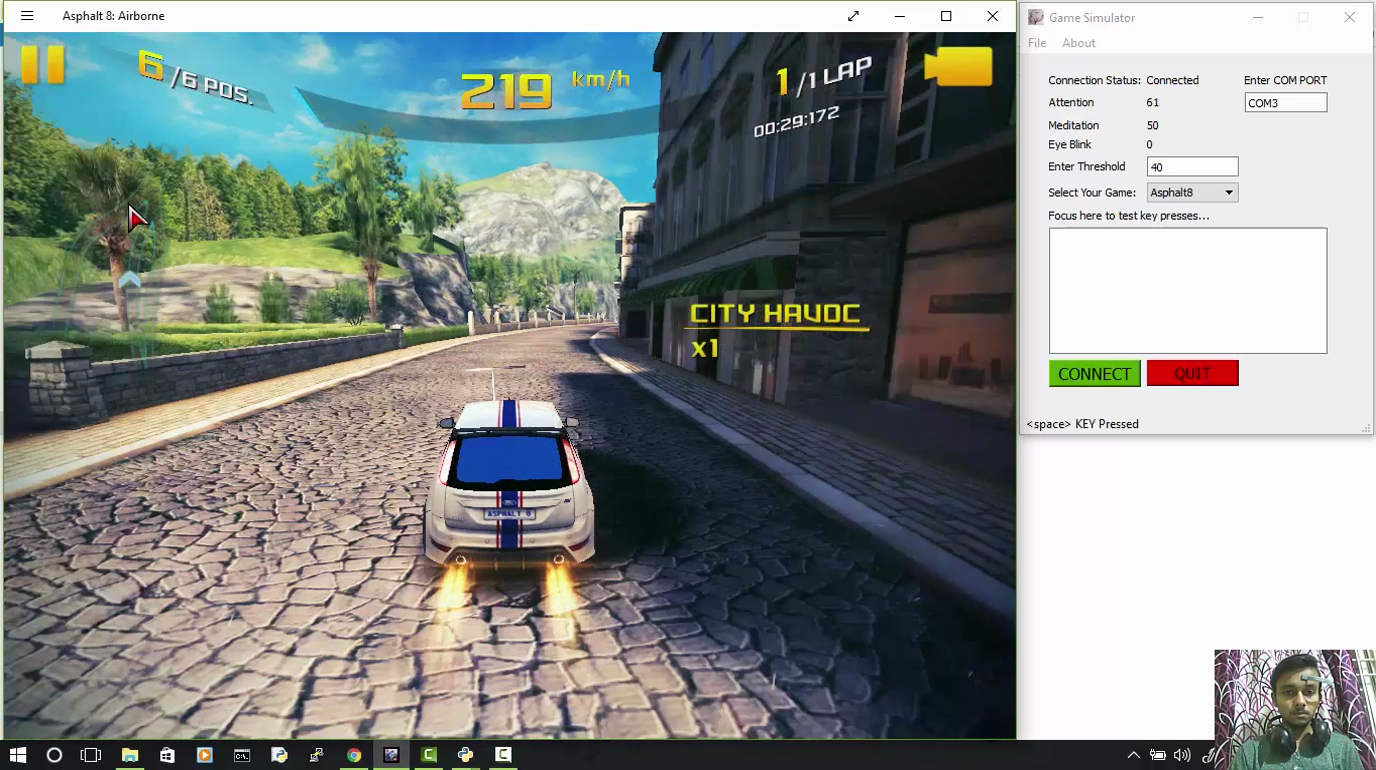 Asphalt 8: Airborne
6/6 POS.
219 km/h
1/1 LAP
00:29:172
CITY HAVOC
x1
ASPHALT 8
Game Simulator
File About
Connection Status: Connected Enter COM PORT
Attention 61 COM3
Meditation 50
Eye Blink 0
Enter Threshold 40
Select Your Game: Asphalt8
Focus here to test key presses...
CONNECT QUIT
<space> KEY Pressed